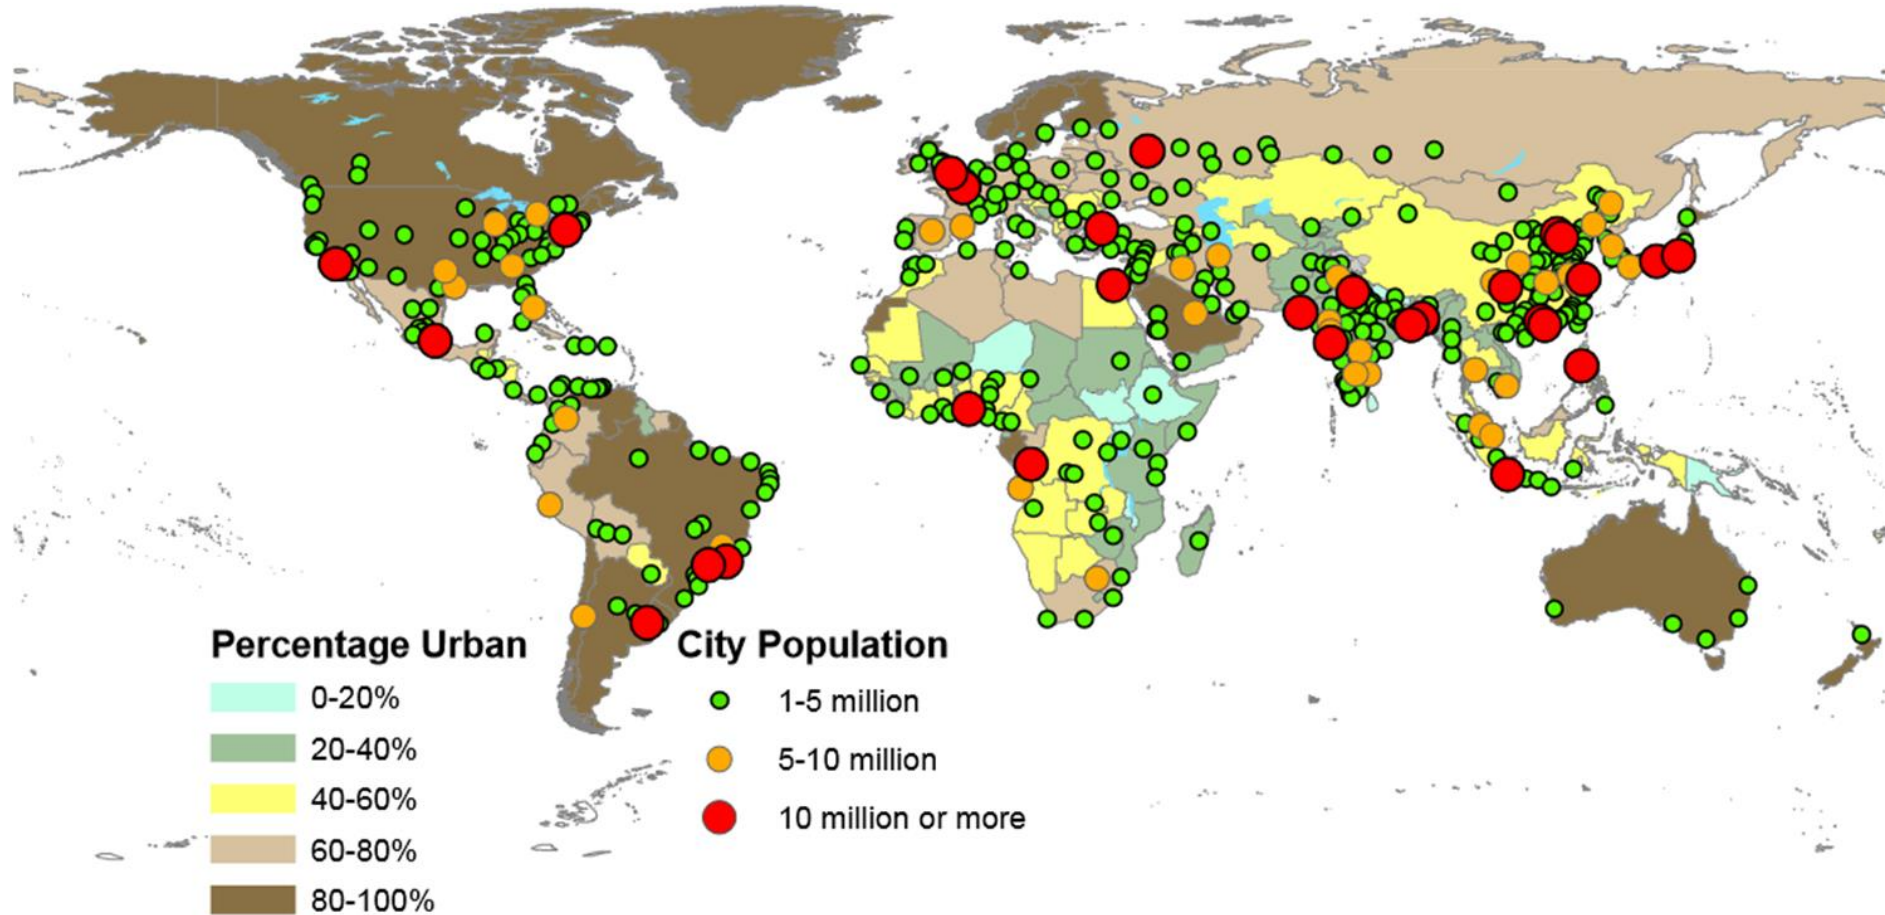 Percentage Urban
0-20%
20-40%
40-60%
60-80%
80-100%
City Population
1-5 million
5-10 million
10 million or more